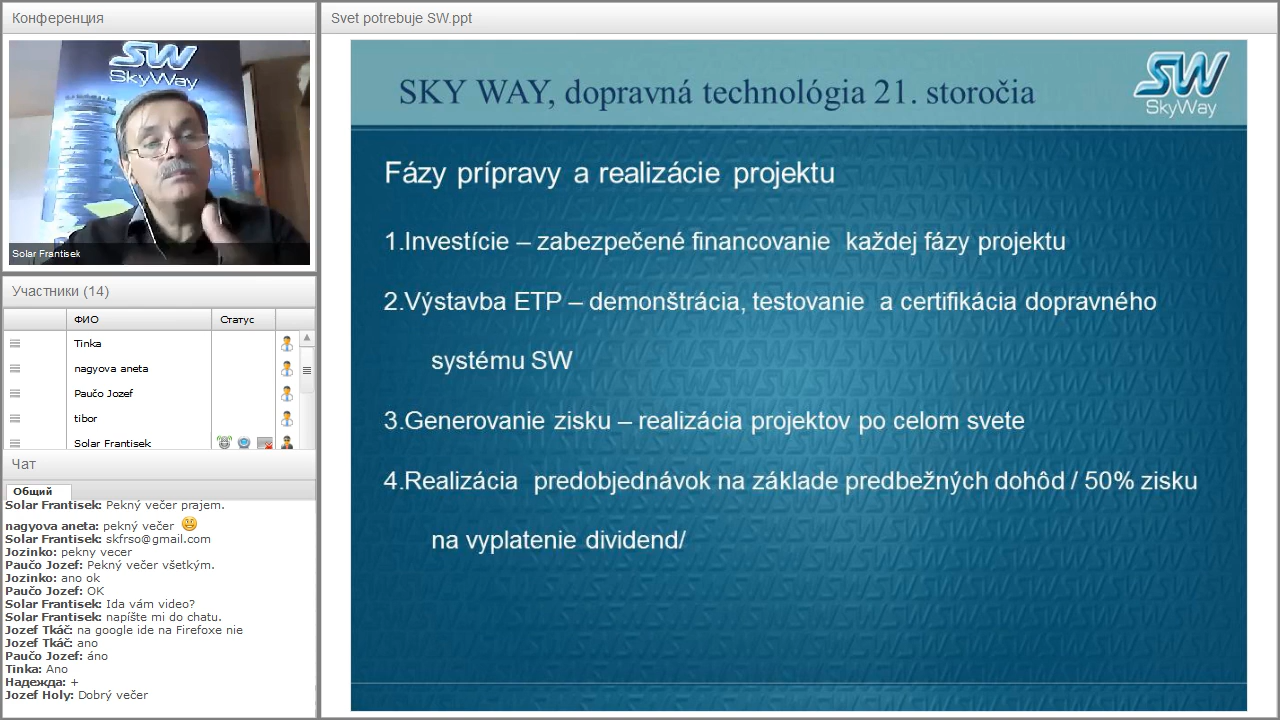 Конференция
SW
SkyWay
Solar Frantisek
Участники (14)
ФИО
Статус
Tinka
nagyova aneta
Paučo Jozef
tibor
Solar Frantisek
Чат
Общий
Solar Frantisek: Pekný večer prajem.
nagyova aneta: pekný večer
Solar Frantisek: skfrso@gmail.com
Jozinko: pekny vecer
Paučo Jozef: Pekný večer všetkým.
Jozinko: ano ok
Paučo Jozef: OK
Solar Frantisek: Ida vám video?
Solar Frantisek: napíšte mi do chatu.
Jozef Tkáč: na google ide na Firefoxe nie
Jozef Tkáč: ano
Paučo Jozef: áno
Tinka: Ano
Надежда: +
Jozef Holy: Dobrý večer
Svet potrebuje SW.ppt
SKY WAY, dopravná technológia 21. storočia
SW
SkyWay
Fázy prípravy a realizácie projektu
1.Investície – zabezpečené financovanie každej fázy projektu
2.Výstavba ETP – demonštrácia, testovanie a certifikácia dopravného
systému SW
3.Generovanie zisku – realizácia projektov po celom svete
4.Realizácia predobjednávok na základe predbežných dohôd / 50% zisku
na vyplatenie dividend/